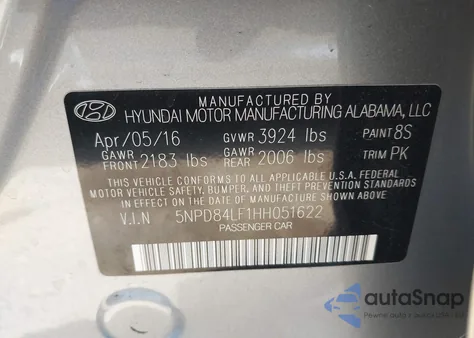 MANUFACTURED BY
HYUNDAI MOTOR MANUFACTURING ALABAMA, LLC
Apr/05/16 GVWR 3924 lbs PAINT 8S
GAWR FRONT 2183 lbs GAWR REAR 2006 lbs TRIM PK
THIS VEHICLE CONFORMS TO ALL APPLICABLE U.S. FEDERAL
MOTOR VEHICLE SAFETY, BUMPER, AND THEFT PREVENTION
STANDARDS IN EFFECT ON THE DATE OF MANUFACTURE SHOWN ABOVE.
V.I.N 5NPD84LF1HH051622
PASSENGER CAR
autoSnap
Pewne auta z